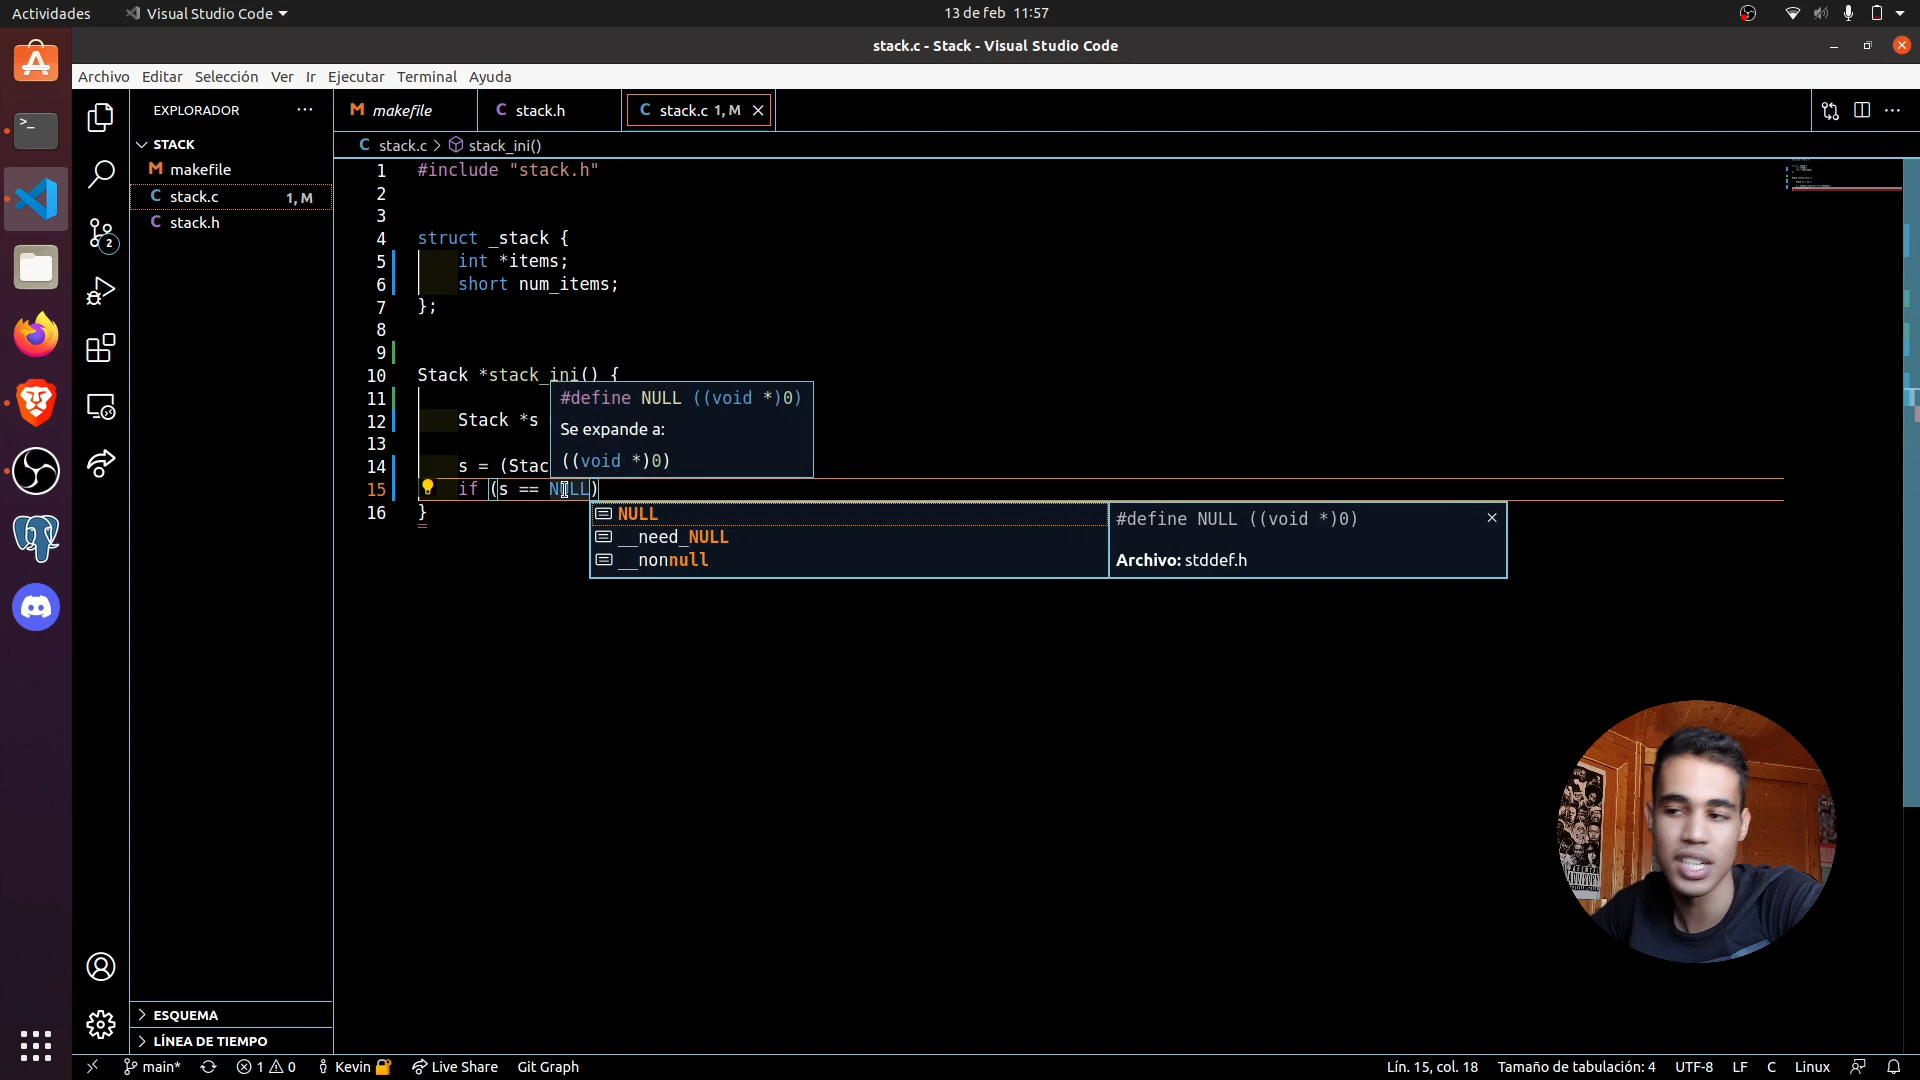 Actividades
Visual Studio Code
13 de feb 11:57
stack.c - Stack - Visual Studio Code
Archivo Editar Selección Ver Ir Ejecutar Terminal Ayuda
EXPLORADOR
STACK
M makefile
C stack.c 1, M
C stack.h
M makefile
C stack.h
C stack.c 1, M
C stack.c > stack_ini()
1 #include "stack.h"
2
3
4 struct _stack {
5 int *items;
6 short num_items;
7 };
8
9
10 Stack *stack_ini() {
11
12 Stack *s
13
14 s = (Stac
15 if (s == NULL)
16 }
#define NULL ((void *)0)
Se expande a:
((void *)0)
NULL
__need_NULL
__nonnull
#define NULL ((void *)0)
Archivo: stddef.h
2
ESQUEMA
LÍNEA DE TIEMPO
main* 1 0 Kevin Live Share Git Graph
Lín. 15, col. 18 Tamaño de tabulación: 4 UTF-8 LF C Linux